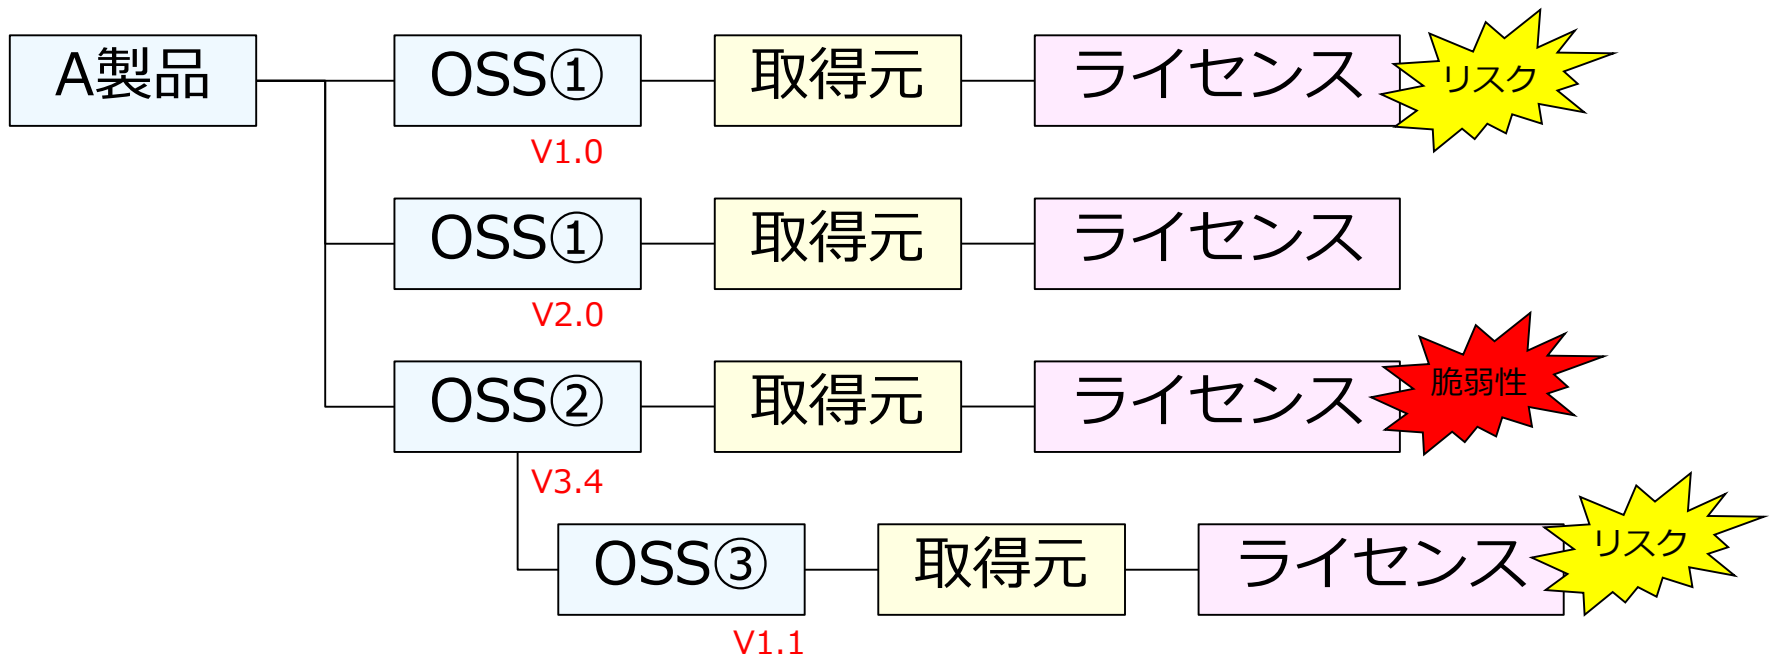 A製品
OSS①
取得元
ライセンス
リスク
V1.0
OSS①
取得元
ライセンス
V2.0
OSS②
取得元
ライセンス
脆弱性
V3.4
OSS③
取得元
ライセンス
リスク
V1.1